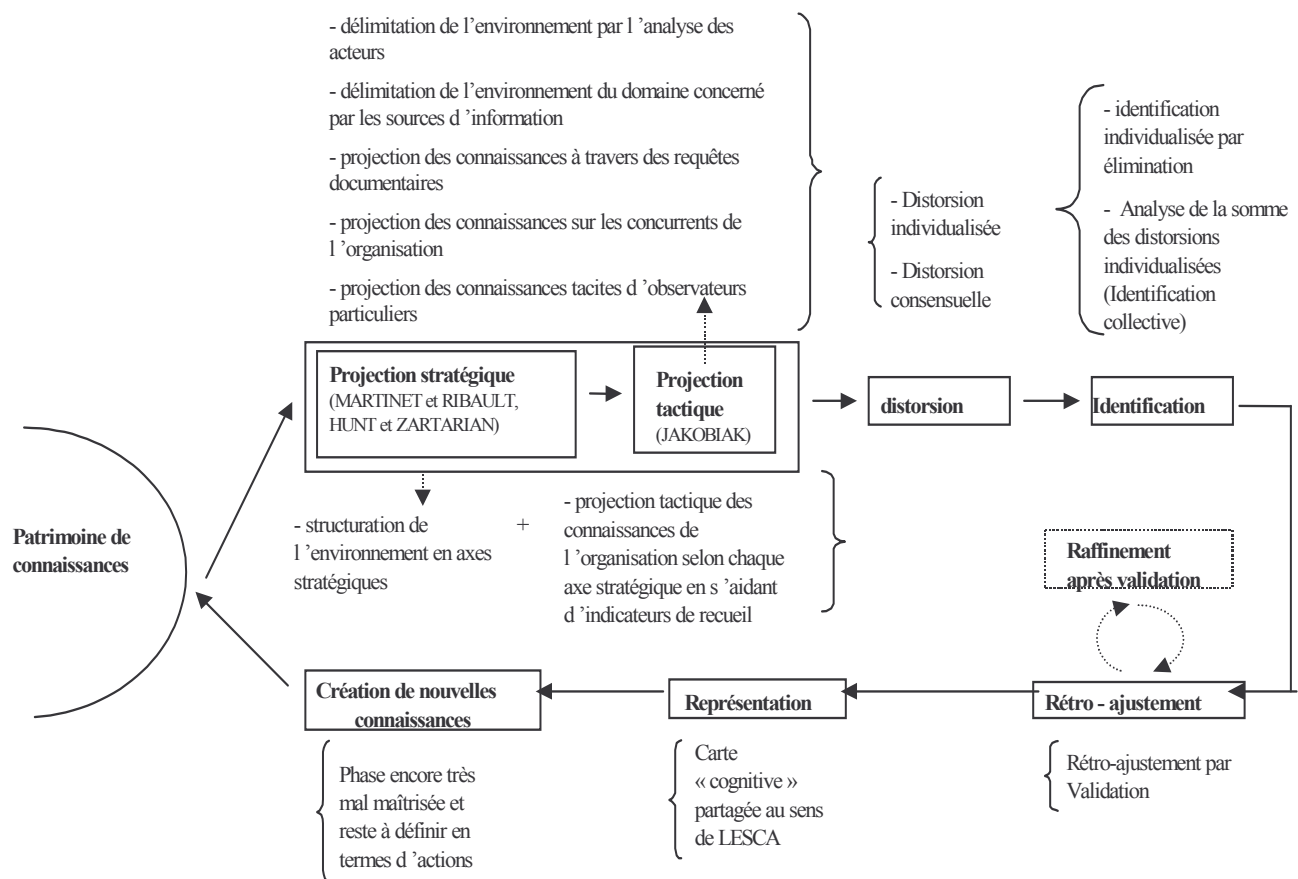 - délimitation de l’environnement par l ’analyse des
acteurs
- délimitation de l’environnement du domaine concerné
par les sources d ’information
- projection des connaissances à travers des requêtes
documentaires
- projection des connaissances sur les concurrents de
l ’organisation
- projection des connaissances tacites d ’observateurs
particuliers
- Distorsion
individualisée
- Distorsion
consensuelle
- identification
individualisée par
élimination
- Analyse de la somme
des distorsions
individualisées
(Identification
collective)
Projection stratégique
(MARTINET et RIBAULT,
HUNT et ZARTARIAN)
Projection
tactique
(JAKOBIAK)
distorsion
Identification
Patrimoine de
connaissances
- structuration de
l ’environnement en axes
stratégiques
+
- projection tactique des
connaissances de
l ’organisation selon chaque
axe stratégique en s ’aidant
d ’indicateurs de recueil
Raffinement
après validation
Création de nouvelles
connaissances
Représentation
Rétro - ajustement
Phase encore très
mal maîtrisée et
reste à définir en
termes d ’actions
Carte
« cognitive »
partagée au sens
de LESCA
Rétro-ajustement par
Validation